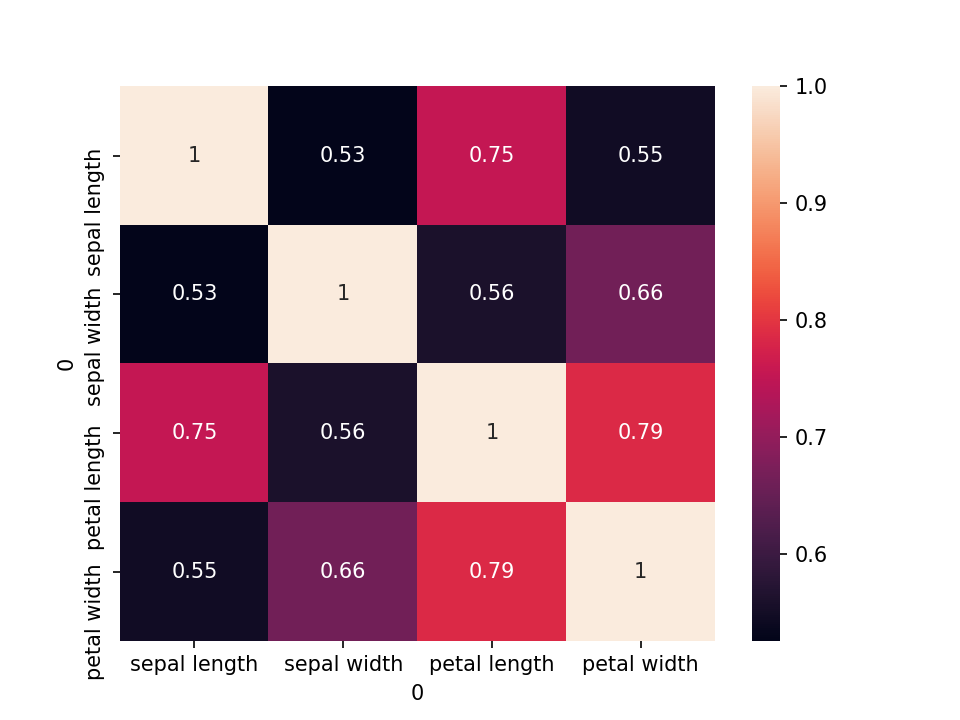 1 0.53 0.75 0.55
0.53 1 0.56 0.66
0.75 0.56 1 0.79
0.55 0.66 0.79 1
sepal length
sepal width
petal length
petal width
0
sepal length sepal width petal length petal width
0
1.0
0.9
0.8
0.7
0.6